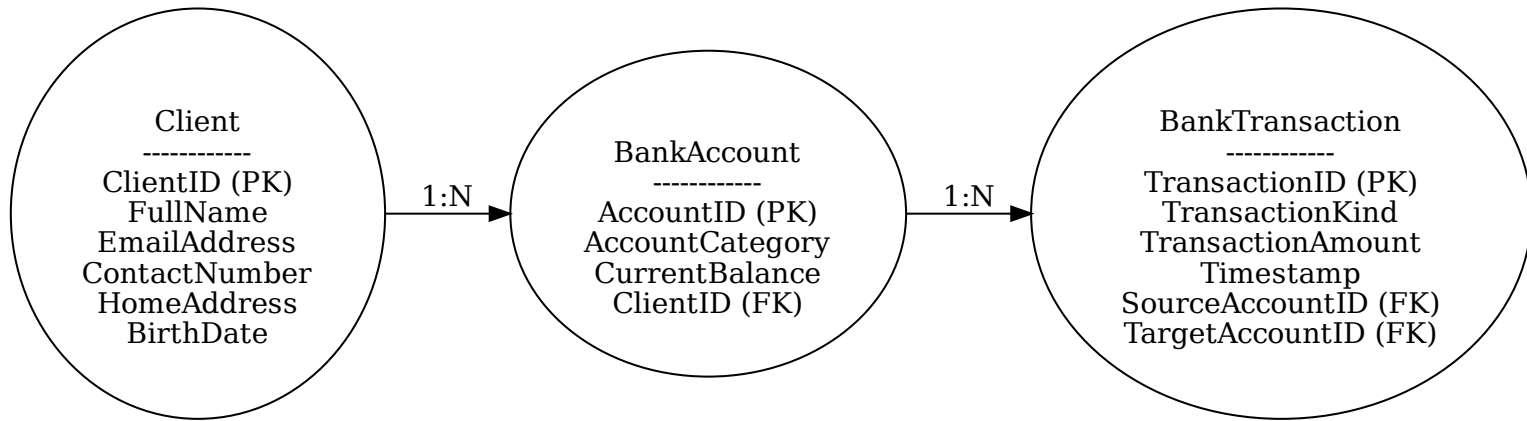 Client
------------
ClientID (PK)
FullName
EmailAddress
ContactNumber
HomeAddress
BirthDate
1:N
BankAccount
------------
AccountID (PK)
AccountCategory
CurrentBalance
ClientID (FK)
1:N
BankTransaction
------------
TransactionID (PK)
TransactionKind
TransactionAmount
Timestamp
SourceAccountID (FK)
TargetAccountID (FK)